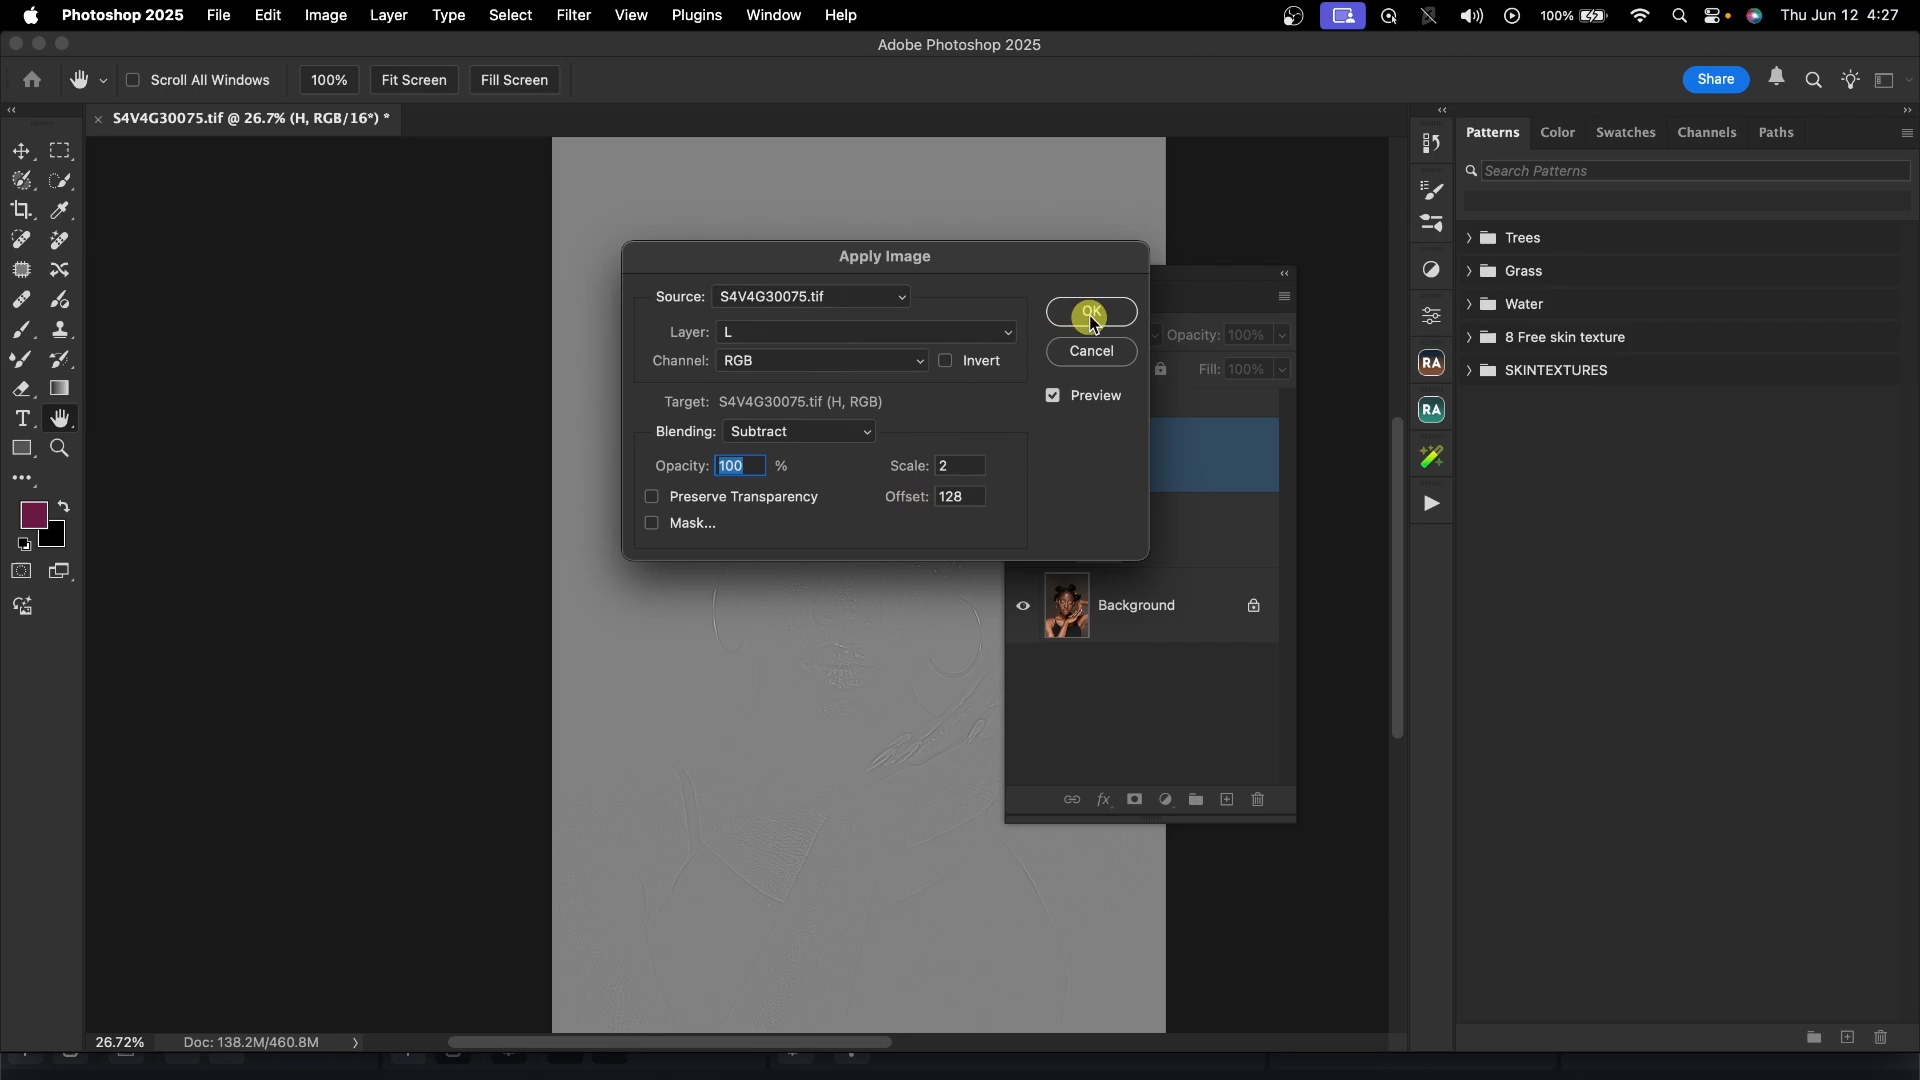 Photoshop 2025 File Edit Image Layer Type Select Filter View Plugins Window Help 100% Thu Jun 12 4:27
Adobe Photoshop 2025
Scroll All Windows 100% Fit Screen Fill Screen Share
S4V4G30075.tif @ 26.7% (H, RGB/16*) *
Patterns Color Swatches Channels Paths
Search Patterns
Trees
Grass
Water
8 Free skin texture
SKINTEXTURES
RA
RA
Apply Image
Source: S4V4G30075.tif
Layer: L
Channel: RGB Invert
Target: S4V4G30075.tif (H, RGB)
Blending: Subtract
Opacity: 100 % Scale: 2
Preserve Transparency Offset: 128
Mask...
OK
Cancel
Preview
Opacity: 100%
Fill: 100%
Background
fx
26.72% Doc: 138.2M/460.8M